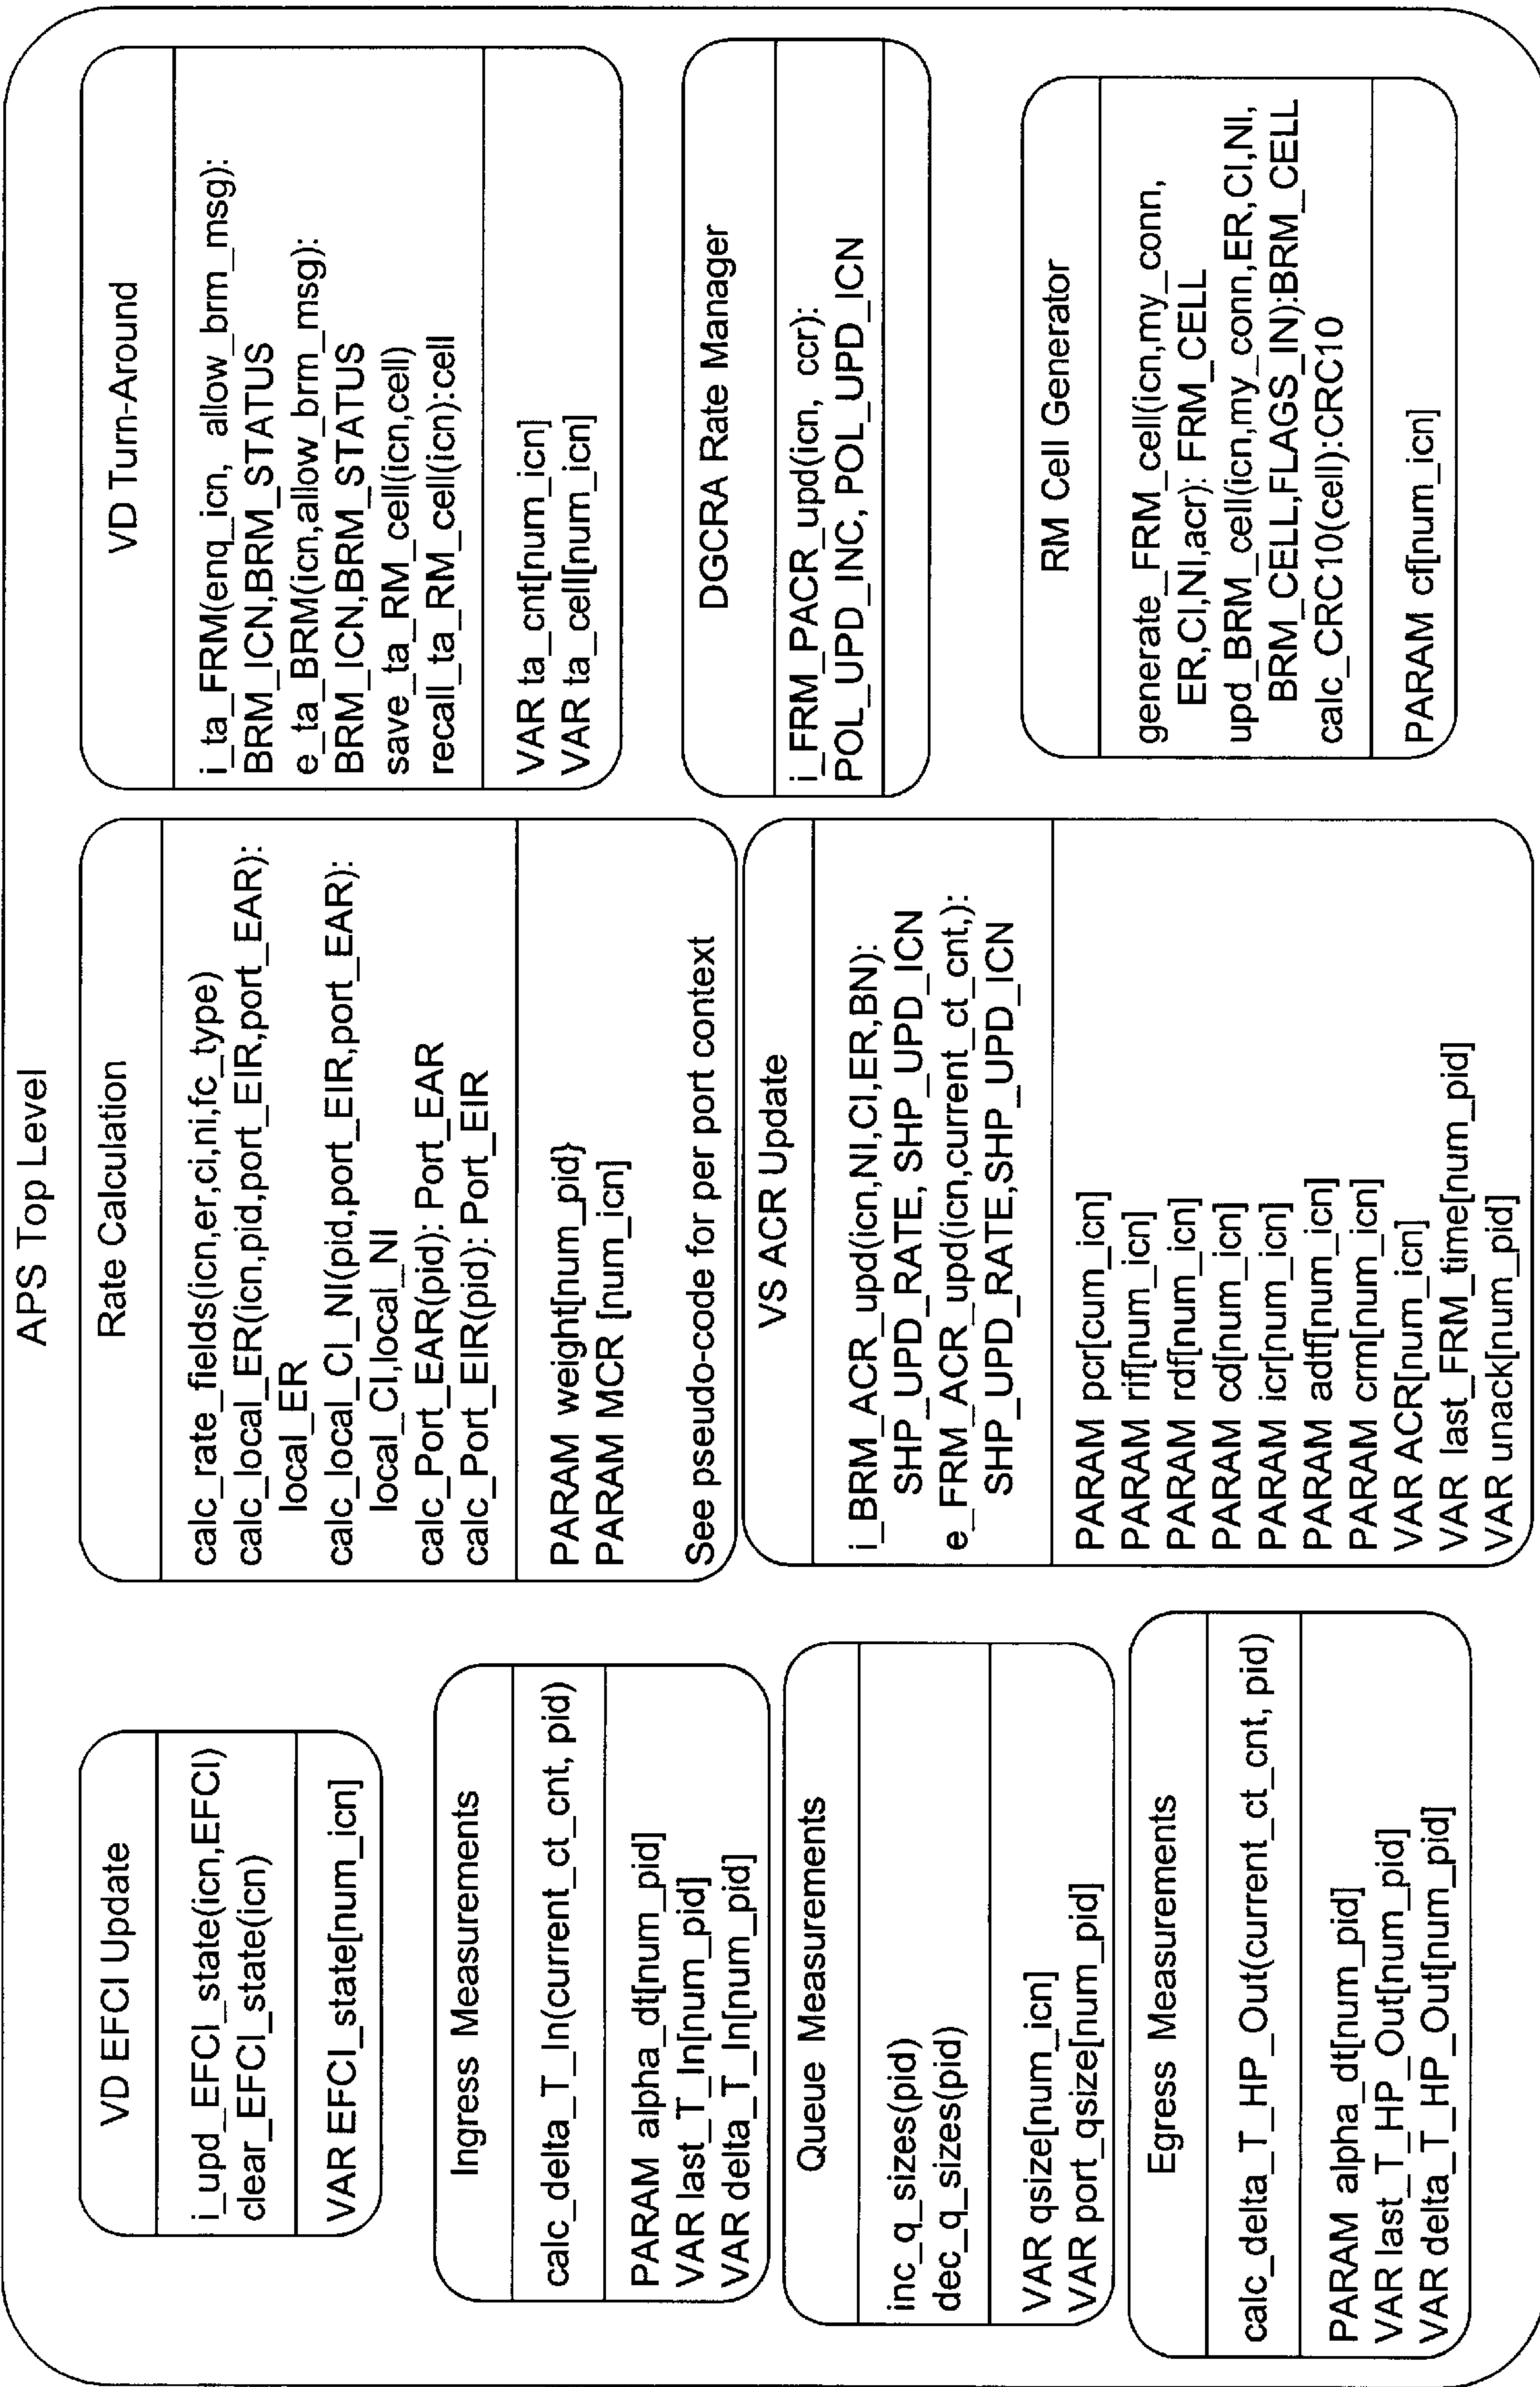 APS Top Level
VD EFCI Update
i_upd_EFCI_state(icn,EFCI)
clear_EFCI_state(icn)
VAR EFCI_state[num_icn]
Ingress Measurements
calc_delta_T_In(current_ct_cnt, pid)
PARAM alpha_dt[num_pid]
VAR last_T_In[num_pid]
VAR delta_T_In[num_pid]
Queue Measurements
inc_q_sizes(pid)
dec_q_sizes(pid)
VAR qsize[num_icn]
VAR port_qsize[num_pid]
Egress Measurements
calc_delta_T_HP_Out(current_ct_cnt, pid)
PARAM alpha_dt[num_pid]
VAR last_T_HP_Out[num_pid]
VAR delta_T_HP_Out[num_pid]
Rate Calculation
calc_rate_fields(icn,er,ci,ni,fc_type)
calc_local_ER(icn,pid,port_EIR,port_EAR):
local_ER
calc_local_CI_NI(pid,port_EIR,port_EAR):
local_CI,local_NI
calc_Port_EAR(pid): Port_EAR
calc_Port_EIR(pid): Port_EIR
PARAM weight[num_pid}
PARAM MCR [num_icn]
See pseudo-code for per port context
VS ACR Update
i_BRM_ACR_upd(icn,NI,CI,ER,BN):
SHP_UPD_RATE, SHP_UPD_ICN
e_FRM_ACR_upd(icn,current_ct_cnt,):
SHP_UPD_RATE,SHP_UPD_ICN
PARAM pcr[cum_icn]
PARAM rif[num_icn]
PARAM rdf[num_icn]
PARAM cd[num_icn]
PARAM icr[num_icn]
PARAM adtf[num_icn]
PARAM crm[num_icn]
VAR ACR[num_icn]
VAR last_FRM_time[num_pid]
VAR unack[num_pid]
VD Turn-Around
i_ta_FRM(enq_icn, allow_brm_msg):
BRM_ICN,BRM_STATUS
e_ta_BRM(icn,allow_brm_msg):
BRM_ICN,BRM_STATUS
save_ta_RM_cell(icn,cell)
recall_ta_RM_cell(icn):cell
VAR ta_cnt[num_icn]
VAR ta_cell[num_icn]
DGCRA Rate Manager
i_FRM_PACR_upd(icn, ccr):
POL_UPD_INC, POL_UPD_ICN
RM Cell Generator
generate_FRM_cell(icn,my_conn,
ER,CI,NI,acr): FRM_CELL
upd_BRM_cell(icn,my_conn,ER,CI,NI,
BRM_CELL,FLAGS_IN):BRM_CELL
calc_CRC10(cell):CRC10
PARAM cf[num_icn]